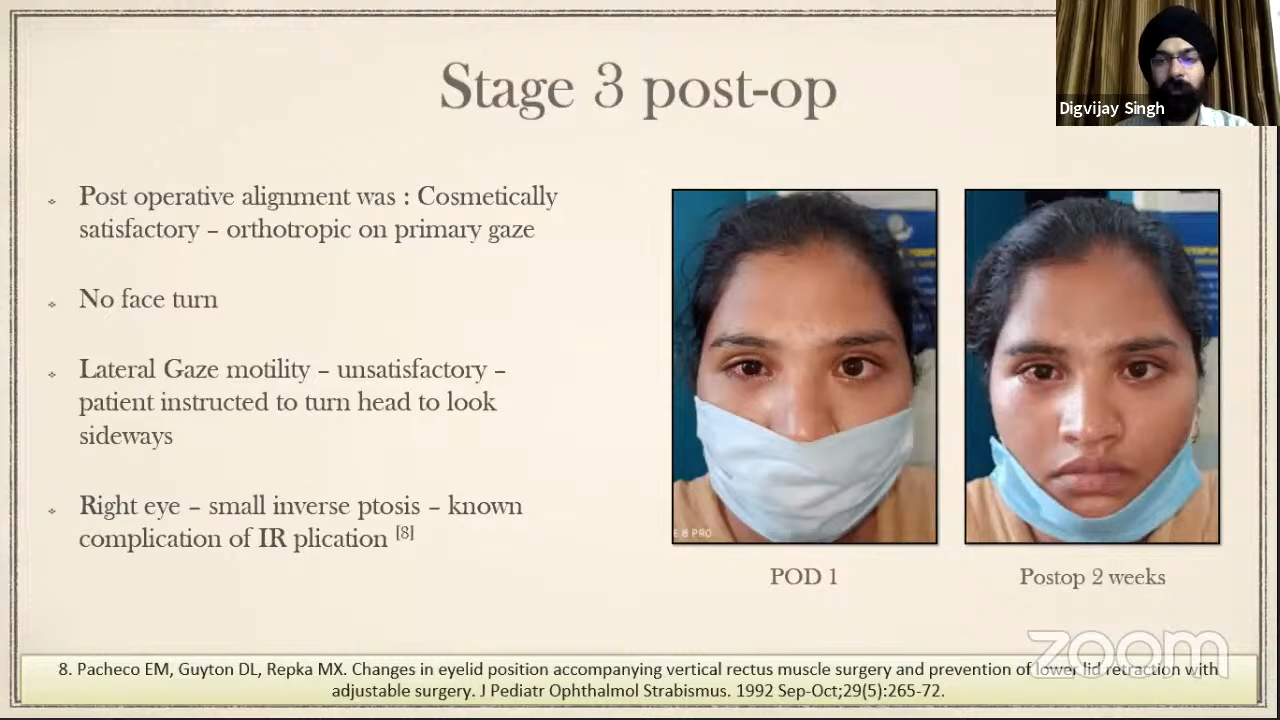 Stage 3 post-op
Digvijay Singh
Post operative alignment was : Cosmetically
satisfactory – orthotropic on primary gaze
No face turn
Lateral Gaze motility – unsatisfactory –
patient instructed to turn head to look
sideways
Right eye – small inverse ptosis – known
complication of IR plication [8]
E 8 PRO
POD 1
Postop 2 weeks
zoom
8. Pacheco EM, Guyton DL, Repka MX. Changes in eyelid position accompanying vertical rectus muscle surgery and prevention of lower lid retraction with
adjustable surgery. J Pediatr Ophthalmol Strabismus. 1992 Sep-Oct;29(5):265-72.